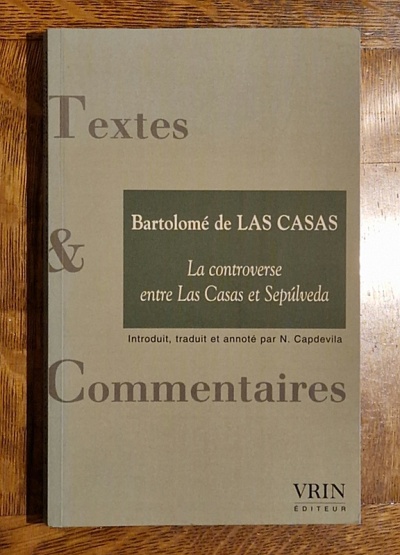 Textes
Bartolomé de LAS CASAS
&
La controverse
entre Las Casas et Sepúlveda
Introduit, traduit et annoté par N. Capdevila
Commentaires
VRIN
ÉDITEUR